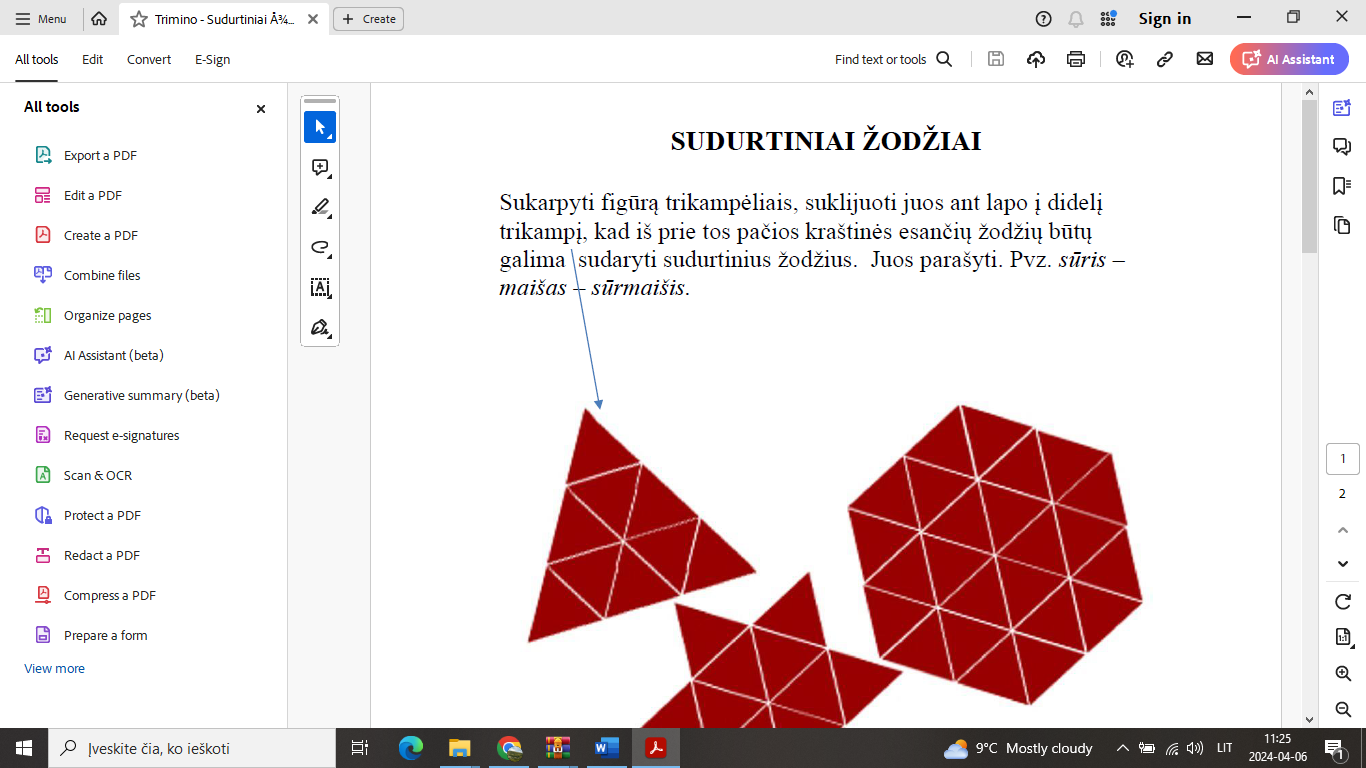 Menu
Trimino - Sudurtiniai Å¾...
Create
Sign in
All tools
Edit
Convert
E-Sign
Find text or tools
AI Assistant
All tools
Export a PDF
Edit a PDF
Create a PDF
Combine files
Organize pages
AI Assistant (beta)
Generative summary (beta)
Request e-signatures
Scan & OCR
Protect a PDF
Redact a PDF
Compress a PDF
Prepare a form
View more
SUDURTINIAI ŽODŽIAI
Sukarpyti figūrą trikampėliais, suklijuoti juos ant lapo į didelį
trikampį, kad iš prie tos pačios kraštinės esančių žodžių būtų
galima sudaryti sudurtinius žodžius. Juos parašyti. Pvz. sūris –
maišas – sūrmaišis.
1
2
1:1
Įveskite čia, ko ieškoti
9°C Mostly cloudy
LIT
11:25
2024-04-06
1